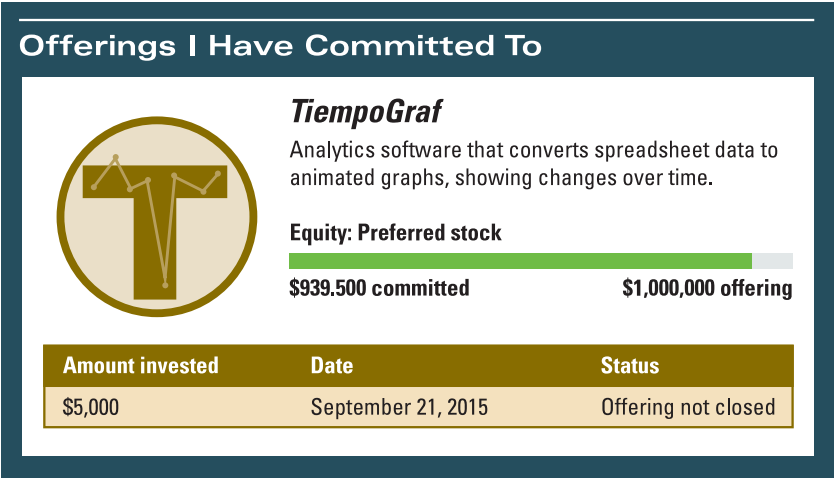 Offerings I Have Committed To
TiempoGraf
Analytics software that converts spreadsheet data to
animated graphs, showing changes over time.
Equity: Preferred stock
$939.500 committed $1,000,000 offering
Amount invested Date Status
$5,000 September 21, 2015 Offering not closed